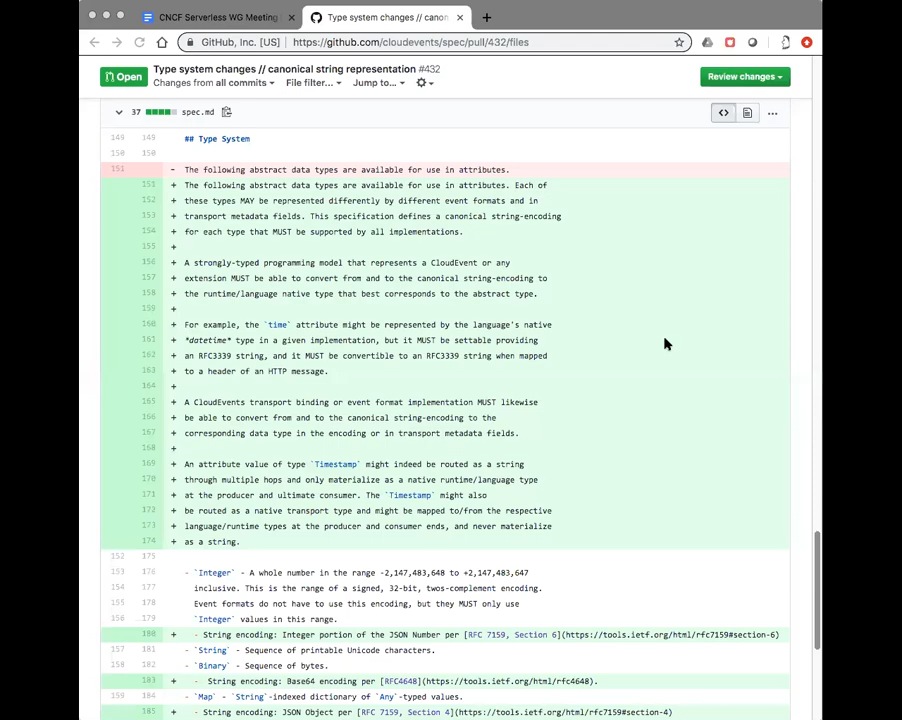 CNCF Serverless WG Meeting
Type system changes // canon
GitHub, Inc. [US] https://github.com/cloudevents/spec/pull/432/files
Open
Type system changes // canonical string representation #432
Changes from all commits
File filter...
Jump to...
Review changes
37 spec.md
149 149 ## Type System
150 150
151 - The following abstract data types are available for use in attributes.
151 + The following abstract data types are available for use in attributes. Each of
152 + these types MAY be represented differently by different event formats and in
153 + transport metadata fields. This specification defines a canonical string-encoding
154 + for each type that MUST be supported by all implementations.
155 +
156 + A strongly-typed programming model that represents a CloudEvent or any
157 + extension MUST be able to convert from and to the canonical string-encoding to
158 + the runtime/language native type that best corresponds to the abstract type.
159 +
160 + For example, the `time` attribute might be represented by the language's native
161 + *datetime* type in a given implementation, but it MUST be settable providing
162 + an RFC3339 string, and it MUST be convertible to an RFC3339 string when mapped
163 + to a header of an HTTP message.
164 +
165 + A CloudEvents transport binding or event format implementation MUST likewise
166 + be able to convert from and to the canonical string-encoding to the
167 + corresponding data type in the encoding or in transport metadata fields.
168 +
169 + An attribute value of type `Timestamp` might indeed be routed as a string
170 + through multiple hops and only materialize as a native runtime/language type
171 + at the producer and ultimate consumer. The `Timestamp` might also
172 + be routed as a native transport type and might be mapped to/from the respective
173 + language/runtime types at the producer and consumer ends, and never materialize
174 + as a string.
152 175
153 176 - `Integer` - A whole number in the range -2,147,483,648 to +2,147,483,647
154 177 inclusive. This is the range of a signed, 32-bit, twos-complement encoding.
155 178 Event formats do not have to use this encoding, but they MUST only use
156 179 `Integer` values in this range.
180 + - String encoding: Integer portion of the JSON Number per [RFC 7159, Section 6](https://tools.ietf.org/html/rfc7159#section-6)
157 181 - `String` - Sequence of printable Unicode characters.
158 182 - `Binary` - Sequence of bytes.
183 + - String encoding: Base64 encoding per [RFC4648](https://tools.ietf.org/html/rfc4648).
159 184 - `Map` - `String`-indexed dictionary of `Any`-typed values.
185 + - String encoding: JSON Object per [RFC 7159, Section 4](https://tools.ietf.org/html/rfc7159#section-4)